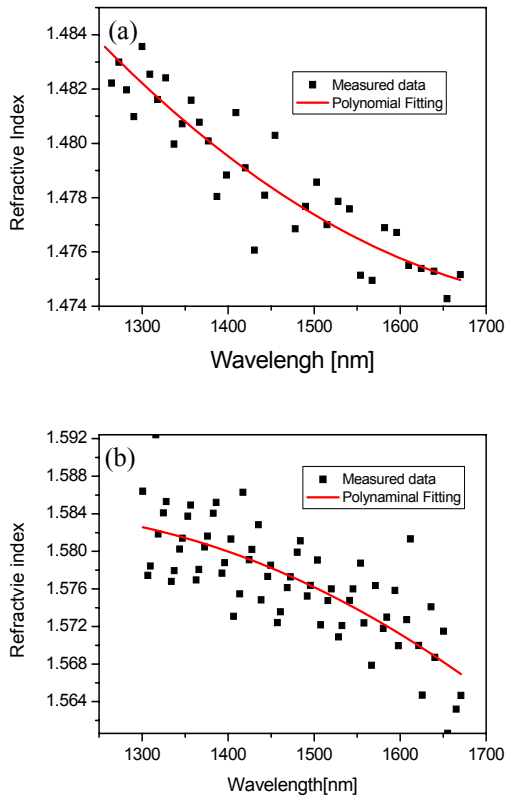 (a)
1.484
1.482
1.480
1.478
1.476
1.474
Refractive Index
Measured data
Polynomial Fitting
1300 1400 1500 1600 1700
Wavelengh [nm]
(b)
1.592
1.588
1.584
1.580
1.576
1.572
1.568
1.564
Refractvie index
Measured data
Polynaminal Fitting
1300 1400 1500 1600 1700
Wavelength[nm]